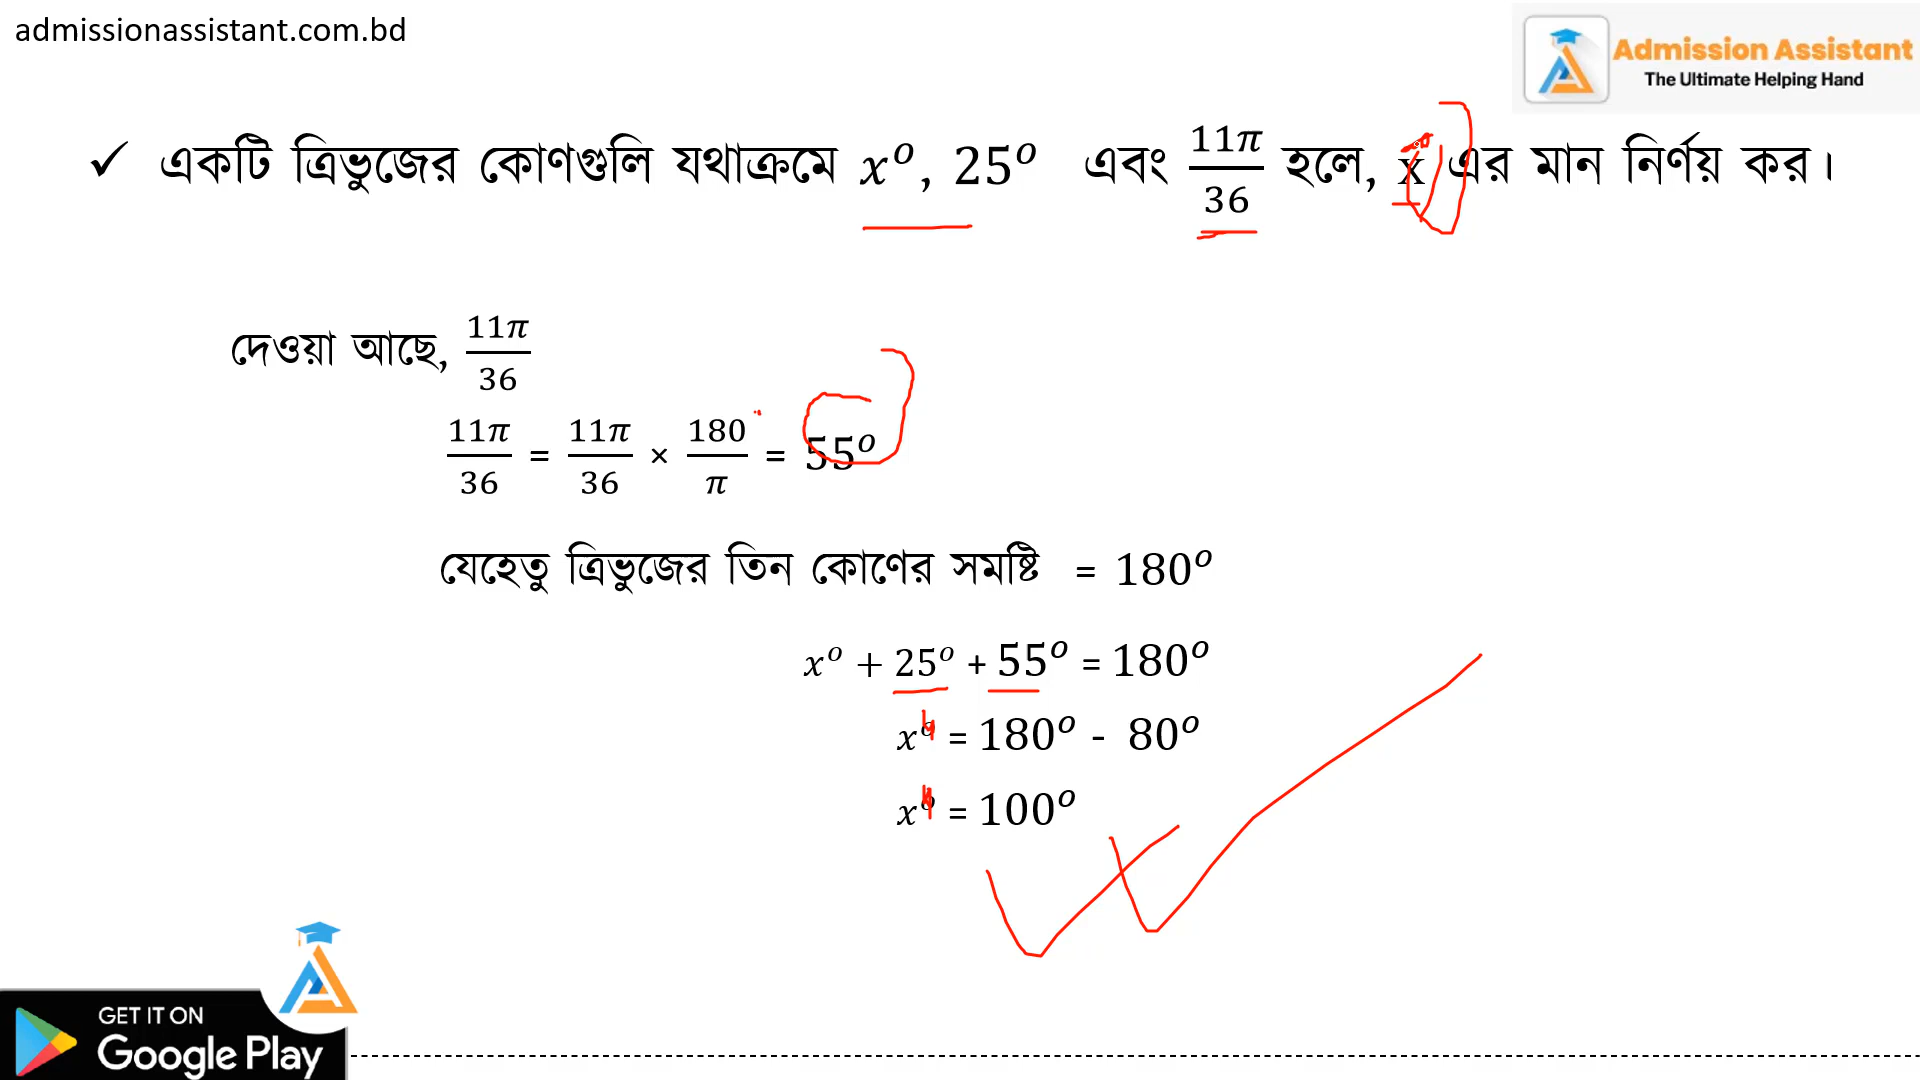 admissionassistant.com.bd
Admission Assistant
The Ultimate Helping Hand
✓ একটি ত্রিভুজের কোণগুলি যথাক্রমে x°, 25° এবং 11π/36 হলে, x এর মান নির্ণয় কর।
দেওয়া আছে, 11π/36
11π/36 = 11π/36 × 180/π = 55°
যেহেতু ত্রিভুজের তিন কোণের সমষ্টি = 180°
x° + 25° + 55° = 180°
x° = 180° - 80°
x° = 100°
GET IT ON
Google Play